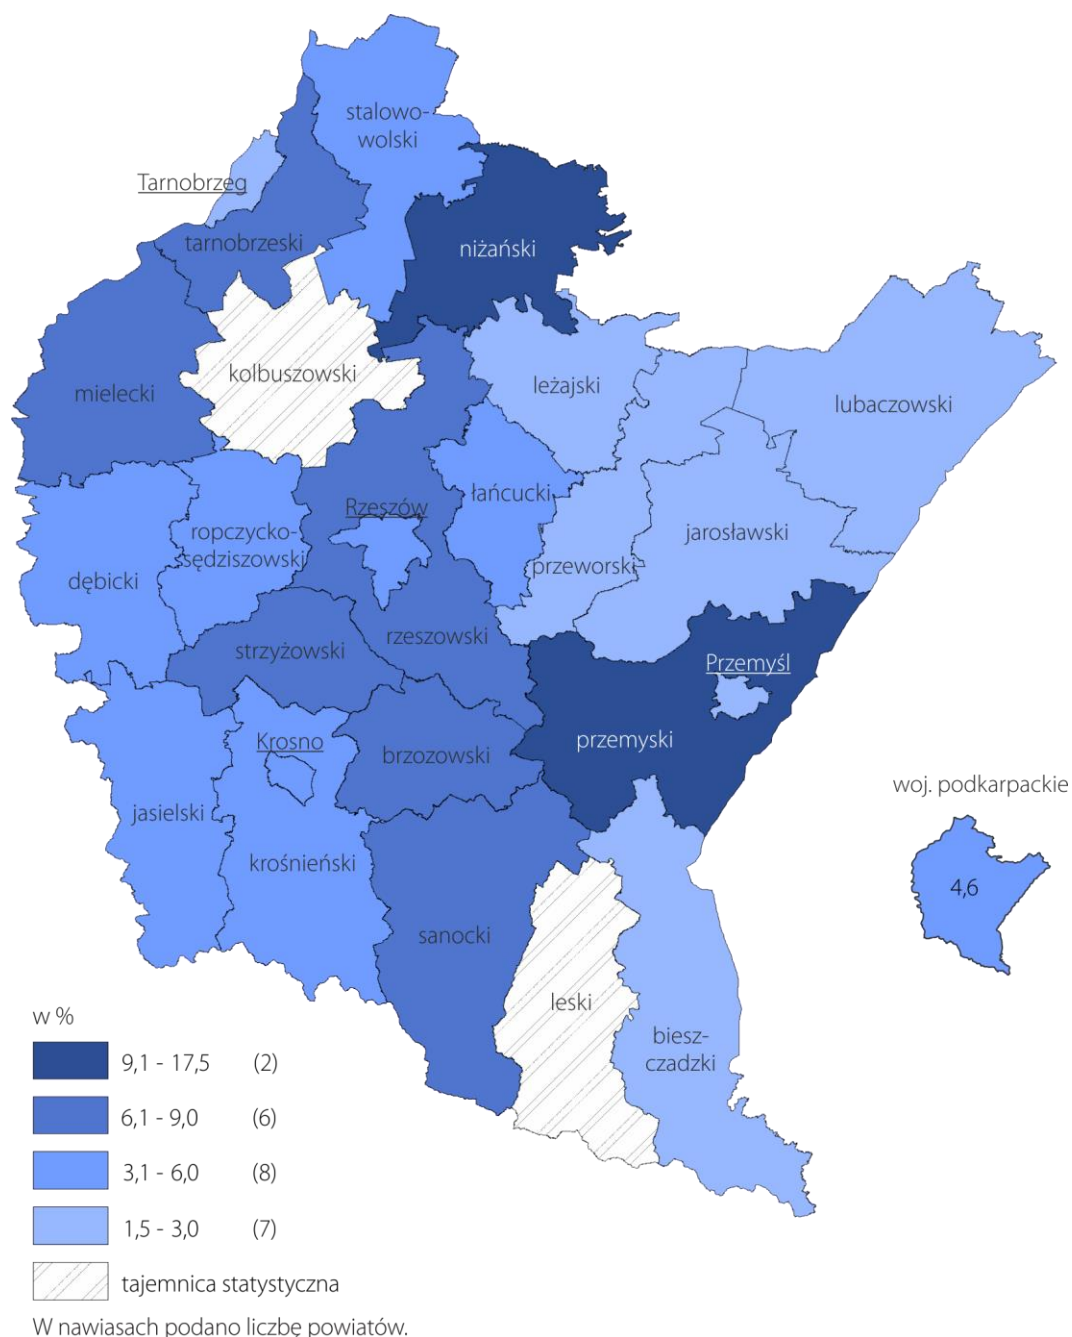 stalowo-
wolski
Tarnobrzeg
tarnobrzeski
niżański
kolbuszowski
mielecki
leżajski
lubaczowski
łańcucki
Rzeszów
ropczycko-
sędziszowski
jarosławski
przeworski
dębicki
rzeszowski
strzyżowski
Przemyśl
Krosno
przemyski
brzozowski
woj. podkarpackie
jasielski
krośnieński
4,6
sanocki
leski
biesz-
czadzki
w %
9,1 - 17,5 (2)
6,1 - 9,0 (6)
3,1 - 6,0 (8)
1,5 - 3,0 (7)
tajemnica statystyczna
W nawiasach podano liczbę powiatów.